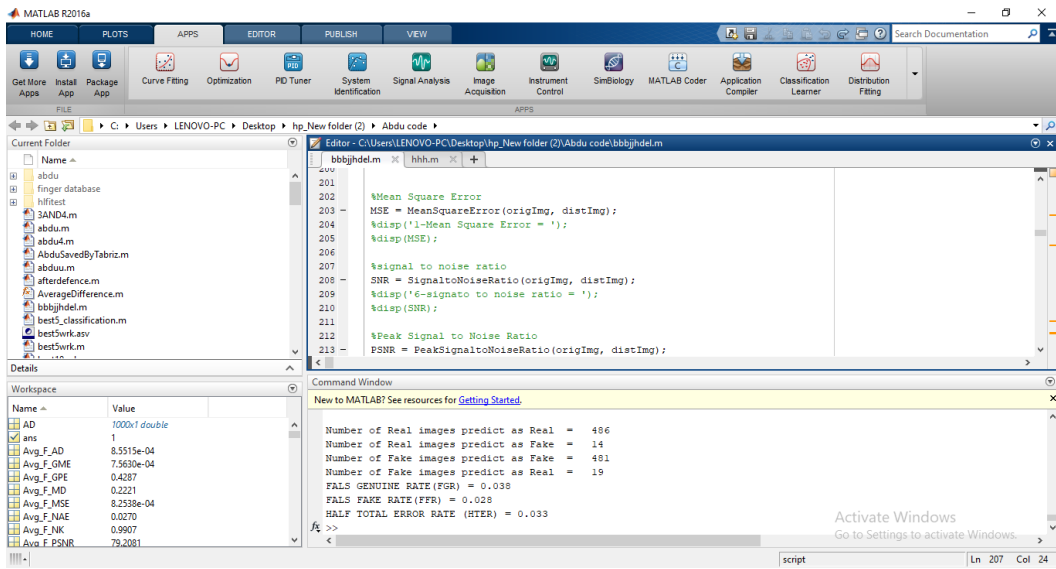 MATLAB R2016a
HOME PLOTS APPS EDITOR PUBLISH VIEW
Search Documentation
Get More Apps
Install App
Package App
Curve Fitting
Optimization
PID Tuner
System Identification
Signal Analysis
Image Acquisition
Instrument Control
SimBiology
MATLAB Coder
Application Compiler
Classification Learner
Distribution Fitting
FILE
APPS
C: Users LENOVO-PC Desktop hp_New folder (2) Abdu code
Current Folder
Name
abdu
finger database
hlfitest
3AND4.m
abdu.m
abdu4.m
AbduSavedByTabriz.m
abduu.m
afterdefence.m
AverageDifference.m
bbbjjhdel.m
best5_classification.m
best5wrk.asv
best5wrk.m
Details
Workspace
Name Value
AD 1000x1 double
ans 1
Avg_F_AD 8.5515e-04
Avg_F_GME 7.5630e-04
Avg_F_GPE 0.4287
Avg_F_MD 0.2221
Avg_F_MSE 8.2538e-04
Avg_F_NAE 0.0270
Avg_F_NK 0.9907
Avg_F_PSNR 79.2081
Editor - C:\Users\LENOVO-PC\Desktop\hp_New folder (2)\Abdu code\bbbjjhdel.m
bbbjjhdel.m hhh.m
200
201
202 %Mean Square Error
203 - MSE = MeanSquareError(origImg, distImg);
204 %disp('1-Mean Square Error = ');
205 %disp(MSE);
206
207 %signal to noise ratio
208 - SNR = SignaltoNoiseRatio(origImg, distImg);
209 %disp('6-signato to noise ratio = ');
210 %disp(SNR);
211
212 %Peak Signal to Noise Ratio
213 - PSNR = PeakSignaltoNoiseRatio(origImg, distImg);
Command Window
New to MATLAB? See resources for Getting Started.
Number of Real images predict as Real = 486
Number of Real images predict as Fake = 14
Number of Fake images predict as Fake = 481
Number of Fake images predict as Real = 19
FALS GENUINE RATE(FGR) = 0.038
FALS FAKE RATE(FFR) = 0.028
HALF TOTAL ERROR RATE (HTER) = 0.033
fx >>
Activate Windows
Go to Settings to activate Windows.
script Ln 207 Col 24